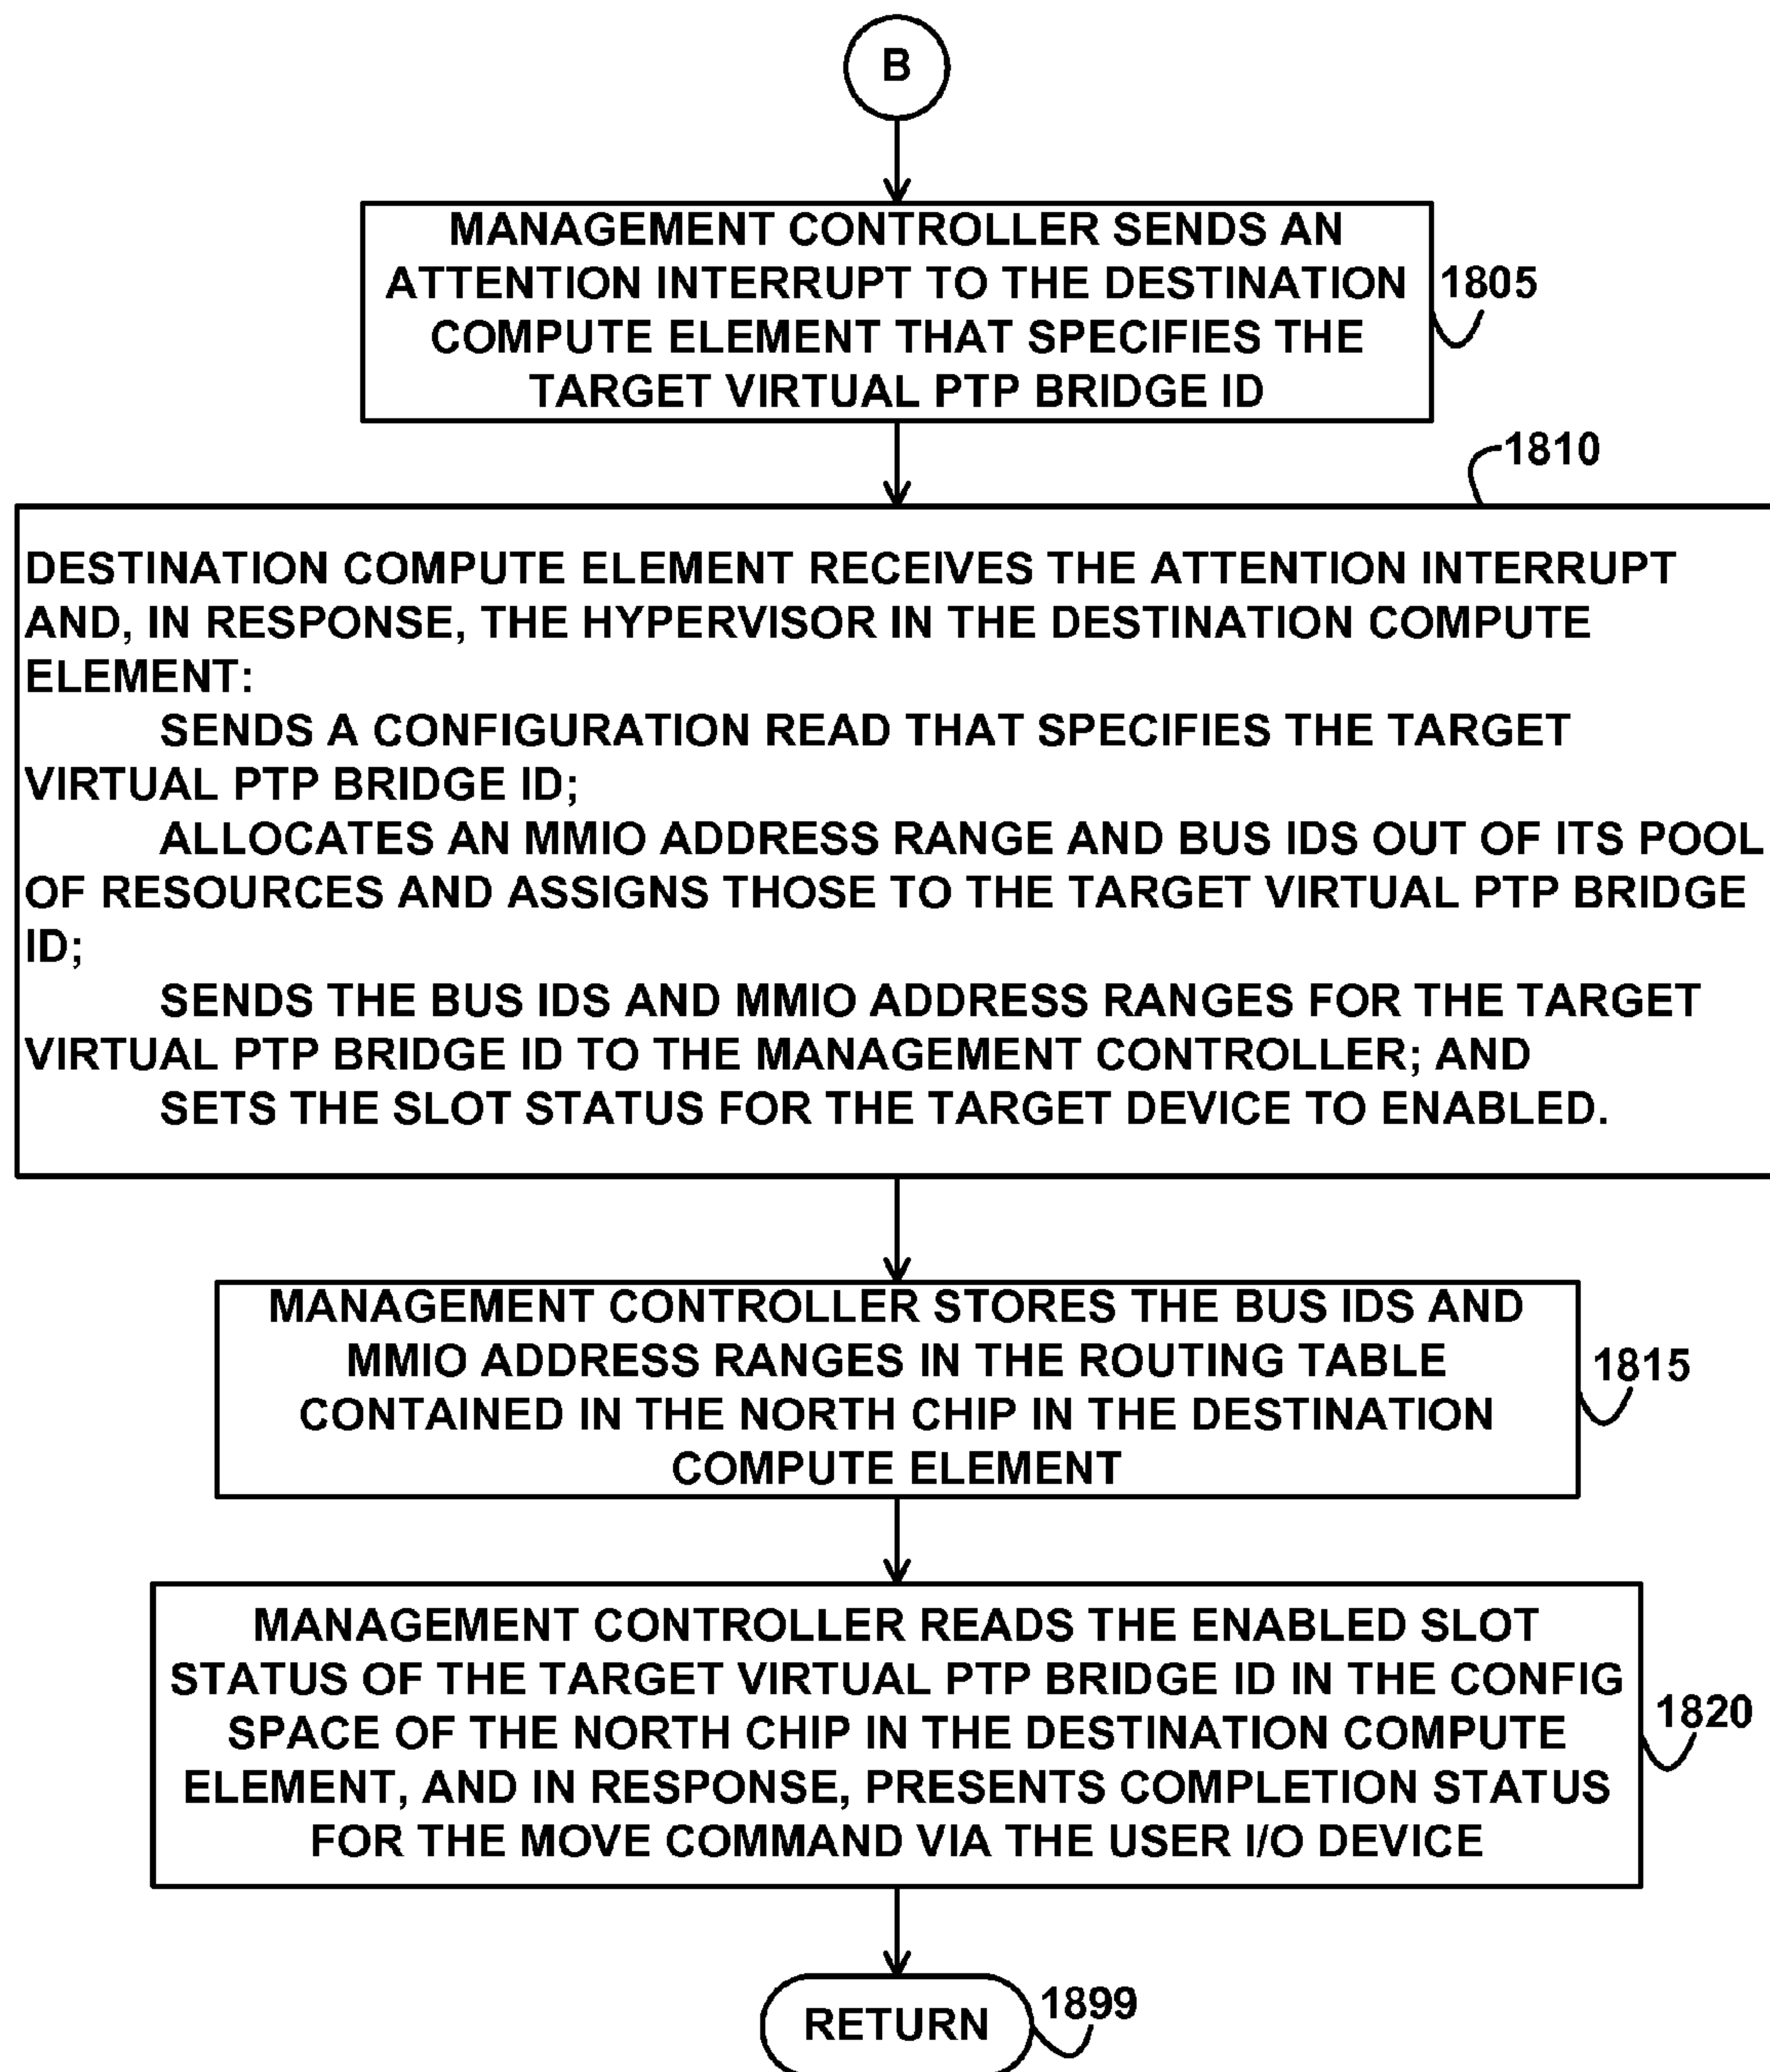 B
MANAGEMENT CONTROLLER SENDS AN
ATTENTION INTERRUPT TO THE DESTINATION
COMPUTE ELEMENT THAT SPECIFIES THE
TARGET VIRTUAL PTP BRIDGE ID
1805
1810
DESTINATION COMPUTE ELEMENT RECEIVES THE ATTENTION INTERRUPT
AND, IN RESPONSE, THE HYPERVISOR IN THE DESTINATION COMPUTE
ELEMENT:
SENDS A CONFIGURATION READ THAT SPECIFIES THE TARGET
VIRTUAL PTP BRIDGE ID;
ALLOCATES AN MMIO ADDRESS RANGE AND BUS IDS OUT OF ITS POOL
OF RESOURCES AND ASSIGNS THOSE TO THE TARGET VIRTUAL PTP BRIDGE
ID;
SENDS THE BUS IDS AND MMIO ADDRESS RANGES FOR THE TARGET
VIRTUAL PTP BRIDGE ID TO THE MANAGEMENT CONTROLLER; AND
SETS THE SLOT STATUS FOR THE TARGET DEVICE TO ENABLED.
MANAGEMENT CONTROLLER STORES THE BUS IDS AND
MMIO ADDRESS RANGES IN THE ROUTING TABLE
CONTAINED IN THE NORTH CHIP IN THE DESTINATION
COMPUTE ELEMENT
1815
MANAGEMENT CONTROLLER READS THE ENABLED SLOT
STATUS OF THE TARGET VIRTUAL PTP BRIDGE ID IN THE CONFIG
SPACE OF THE NORTH CHIP IN THE DESTINATION COMPUTE
ELEMENT, AND IN RESPONSE, PRESENTS COMPLETION STATUS
FOR THE MOVE COMMAND VIA THE USER I/O DEVICE
1820
RETURN
1899